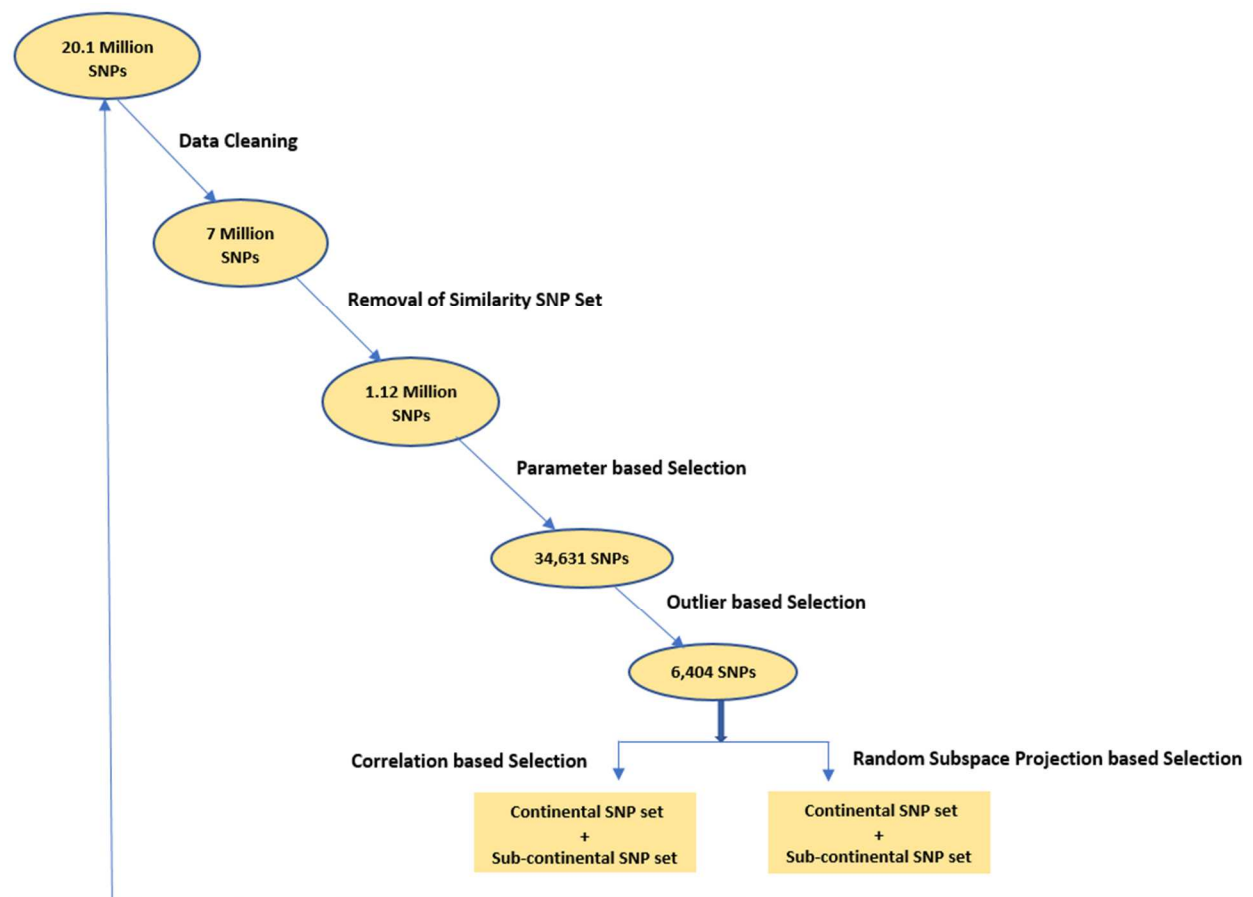 20.1 Million
SNPs
Data Cleaning
7 Million
SNPs
Removal of Similarity SNP Set
1.12 Million
SNPs
Parameter based Selection
34,631 SNPs
Outlier based Selection
6,404 SNPs
Correlation based Selection
Random Subspace Projection based Selection
Continental SNP set
+
Sub-continental SNP set
Continental SNP set
+
Sub-continental SNP set